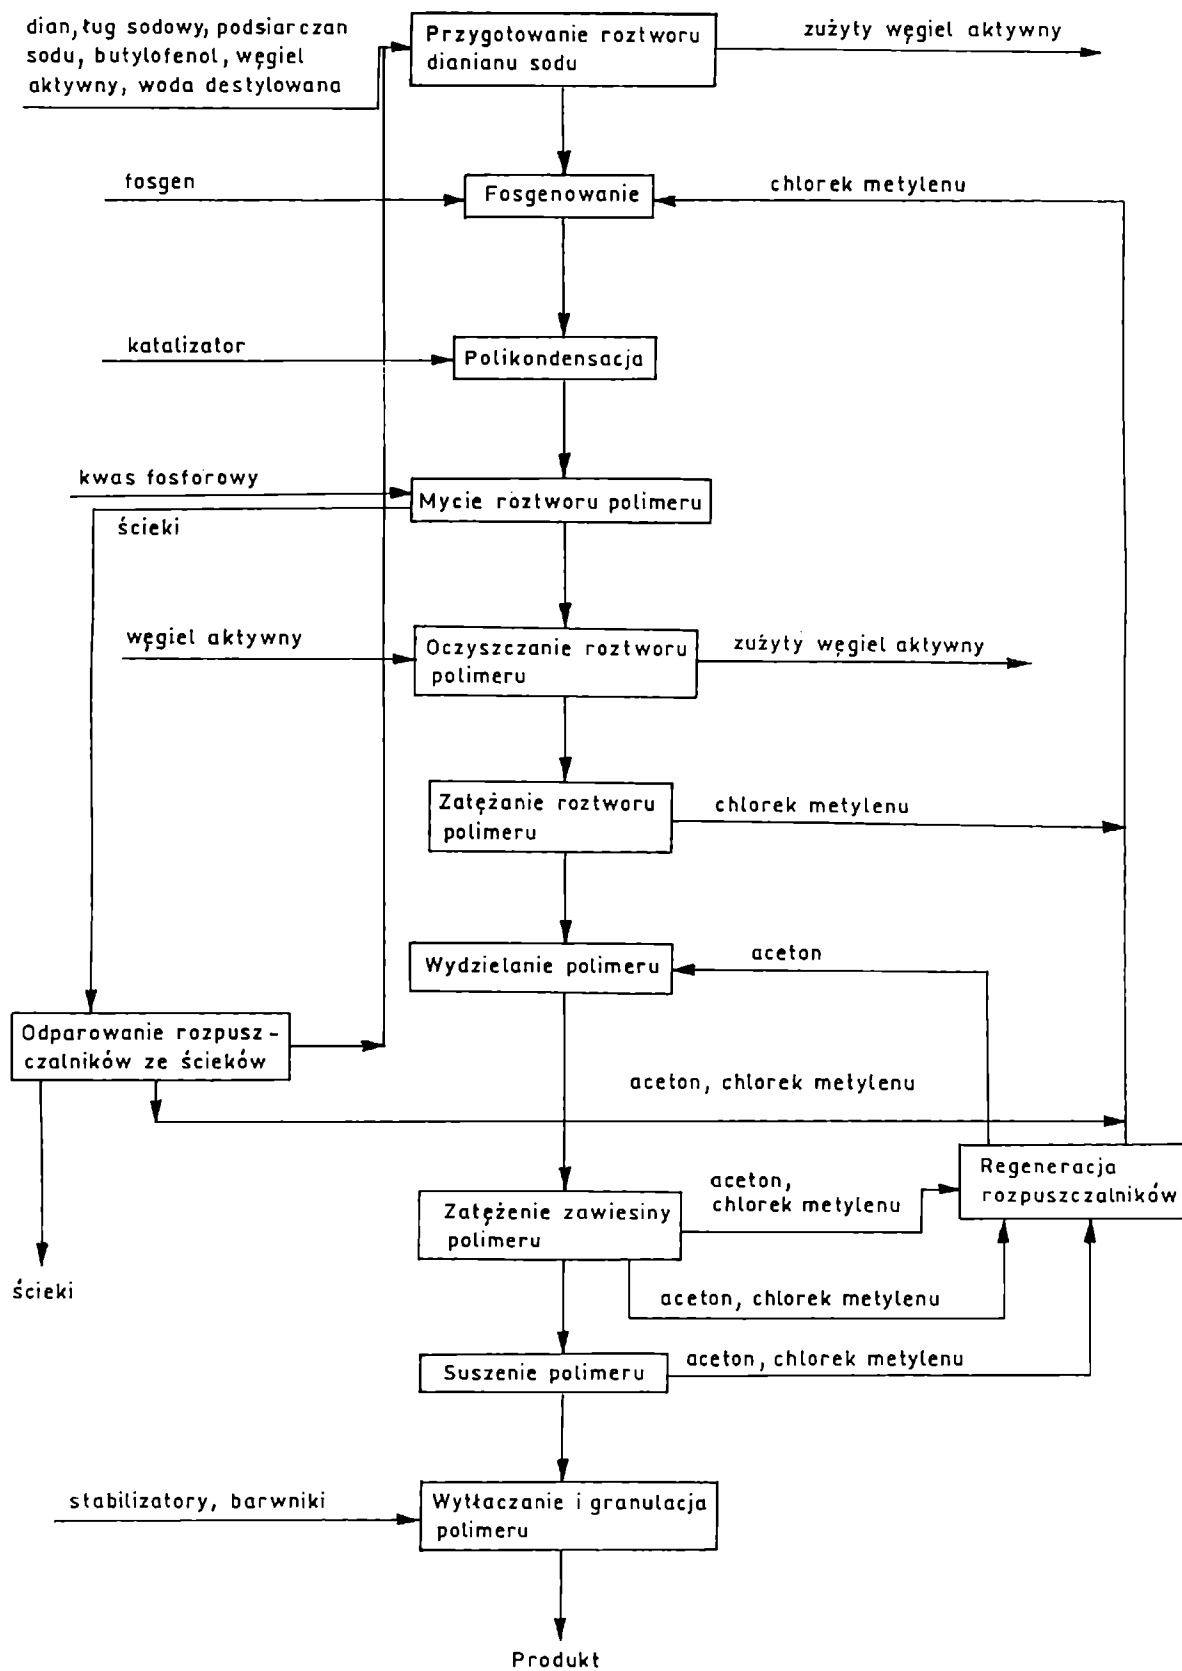 dian, ług sodowy, podsiarczan
sodu, butylofenol, węgiel
aktywny, woda destylowana
Przygotowanie roztworu
dianianu sodu
zużyty węgiel aktywny
fosgen
Fosgenowanie
chlorek metylenu
katalizator
Polikondensacja
kwas fosforowy
Mycie roztworu polimeru
ścieki
węgiel aktywny
Oczyszczanie roztworu
polimeru
zużyty węgiel aktywny
Zatężanie roztworu
polimeru
chlorek metylenu
Wydzielanie polimeru
aceton
Odparowanie rozpusz-
czalników ze ścieków
aceton, chlorek metylenu
ścieki
Zatężenie zawiesiny
polimeru
aceton,
chlorek metylenu
Regeneracja
rozpuszczalników
aceton, chlorek metylenu
Suszenie polimeru
aceton, chlorek metylenu
stabilizatory, barwniki
Wytłaczanie i granulacja
polimeru
Produkt